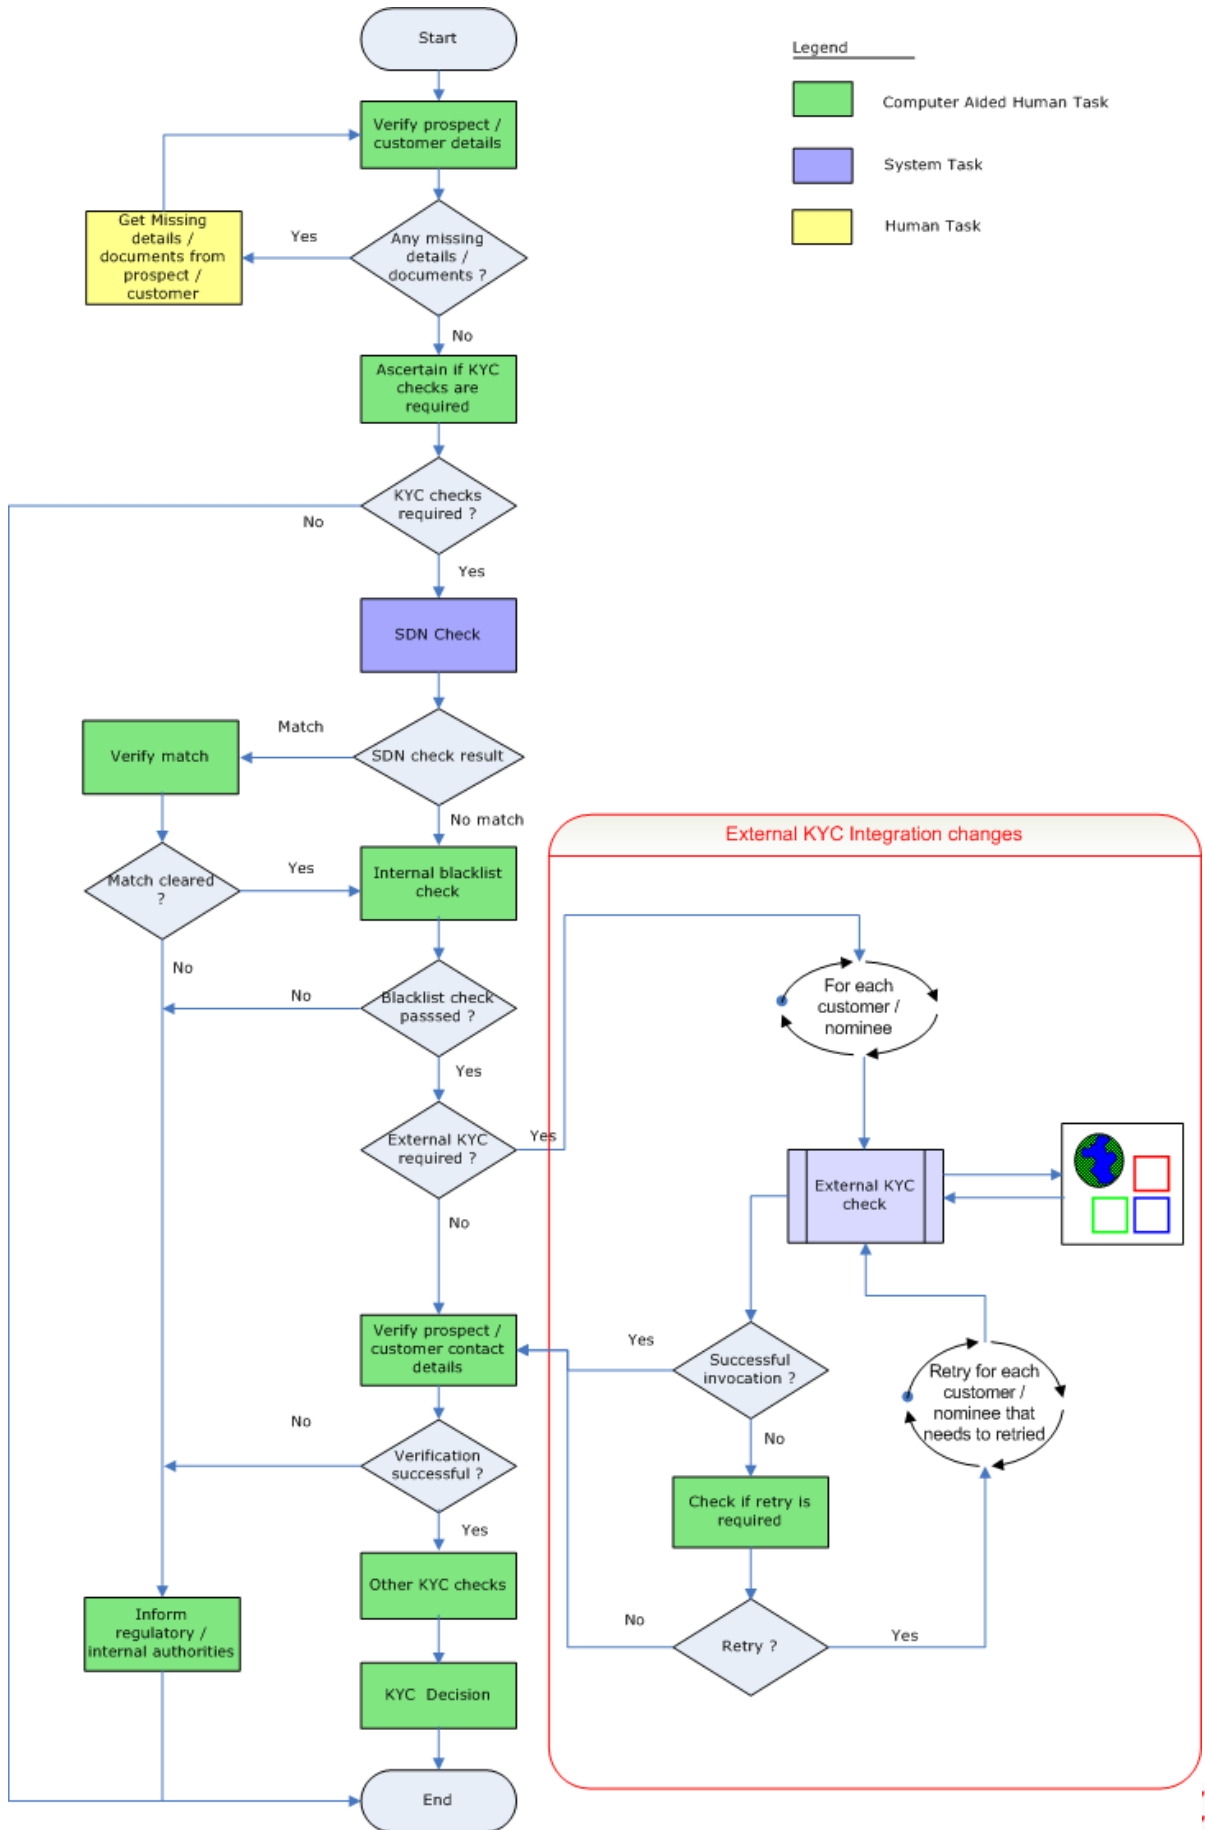 Start
Legend
Computer Aided Human Task
System Task
Human Task
Verify prospect /
customer details
Get Missing
details /
documents from
prospect /
customer
Yes
Any missing
details /
documents ?
No
Ascertain if KYC
checks are
required
KYC checks
required ?
No
Yes
SDN Check
Match
Verify match
SDN check result
No match
External KYC Integration changes
Match cleared
?
Yes
Internal blacklist
check
No
No
Blacklist check
passsed ?
Yes
For each
customer /
nominee
External KYC
required ?
Yes
No
External KYC
check
Verify prospect /
customer contact
details
Yes
Successful
invocation ?
No
Retry for each
customer /
nominee that
needs to retried
No
Verification
successful ?
Yes
Check if retry is
required
Other KYC checks
No
Retry ?
Yes
Inform
regulatory /
internal authorities
KYC Decision
End